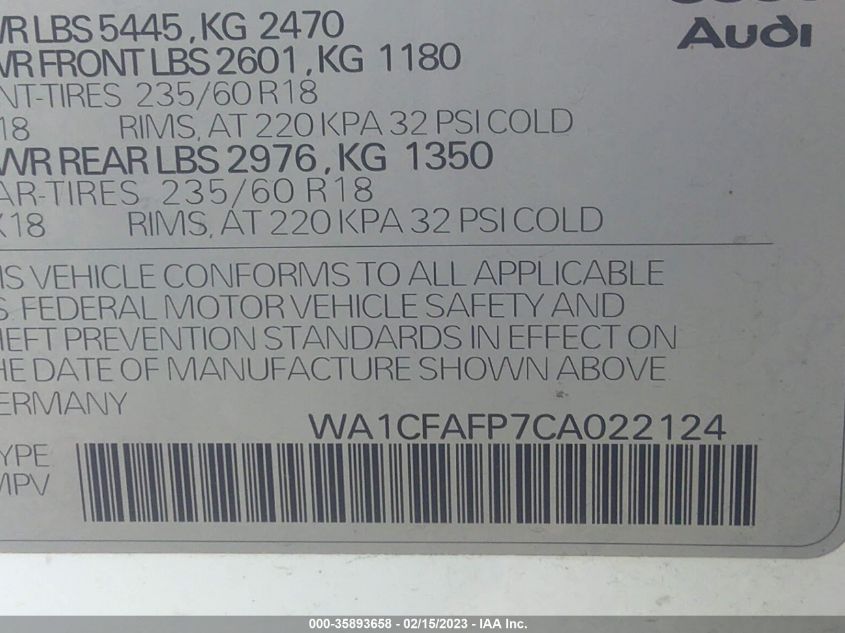 Audi
WR LBS 5445, KG 2470
WR FRONT LBS 2601, KG 1180
NT-TIRES 235/60 R18
18 RIMS, AT 220 KPA 32 PSI COLD
WR REAR LBS 2976, KG 1350
AR-TIRES 235/60 R18
X18 RIMS, AT 220 KPA 32 PSI COLD
IS VEHICLE CONFORMS TO ALL APPLICABLE
S. FEDERAL MOTOR VEHICLE SAFETY AND
HEFT PREVENTION STANDARDS IN EFFECT ON
HE DATE OF MANUFACTURE SHOWN ABOVE
ERMANY
WA1CFAFP7CA022124
YPE
MPV
000-35893658 - 02/15/2023 - IAA Inc.